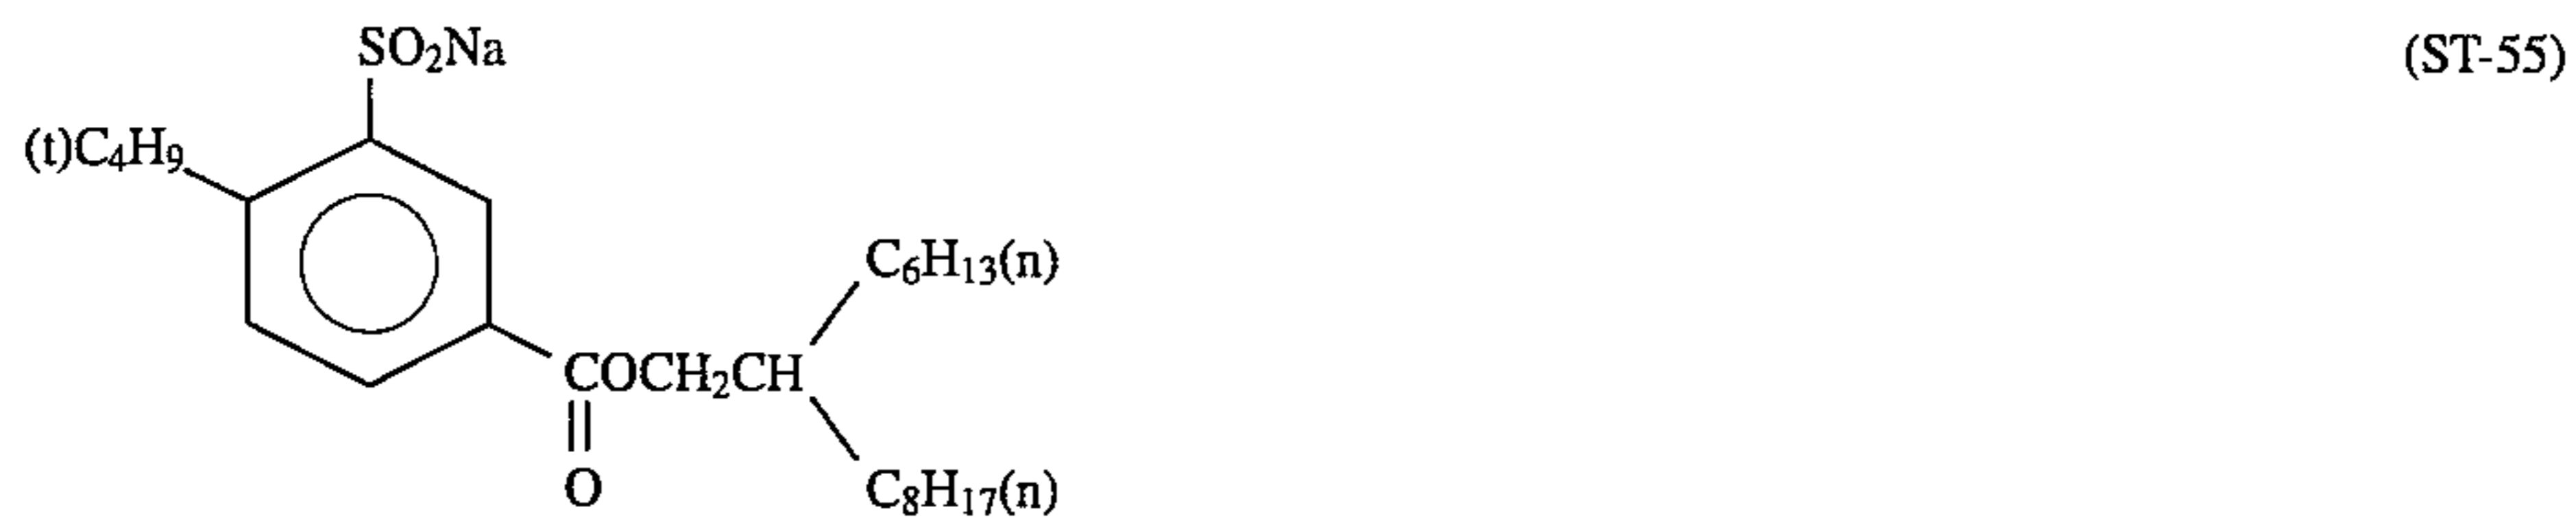 SO₂Na
(ST-55)
(t)C₄H₉
C₆H₁₃(n)
COCH₂CH
O
C₈H₁₇(n)